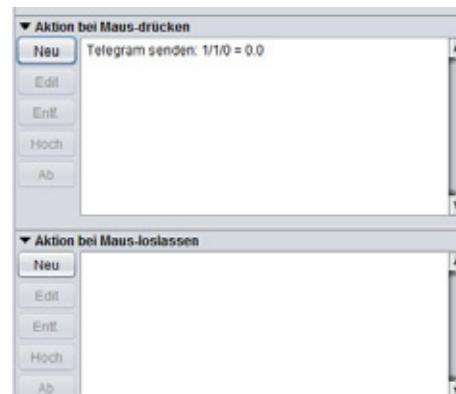 Aktion bei Maus-drücken
Neu
Telegram senden: 1/1/0 = 0.0
Edit
Entf.
Hoch
Ab
Aktion bei Maus-loslassen
Neu
Edit
Entf.
Hoch
Ab